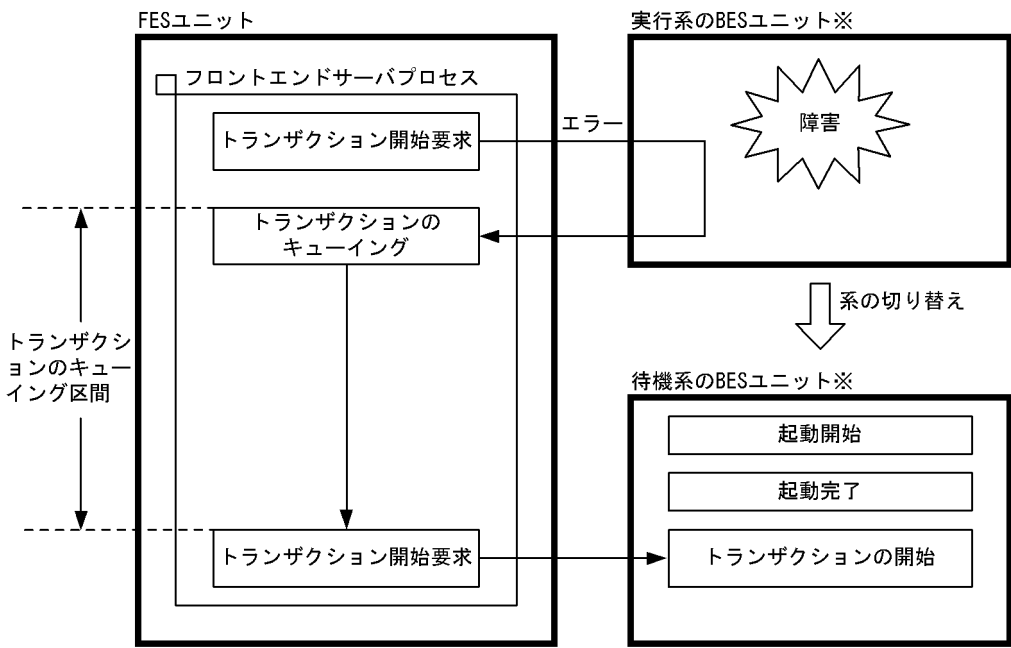 FESユニット
実行系のBESユニット※
フロントエンドサーバプロセス
トランザクション開始要求
エラー
障害
トランザクションの
キューイング
系の切り替え
トランザクシ
ョンのキュー
イング区間
待機系のBESユニット※
起動開始
起動完了
トランザクション開始要求
トランザクションの開始